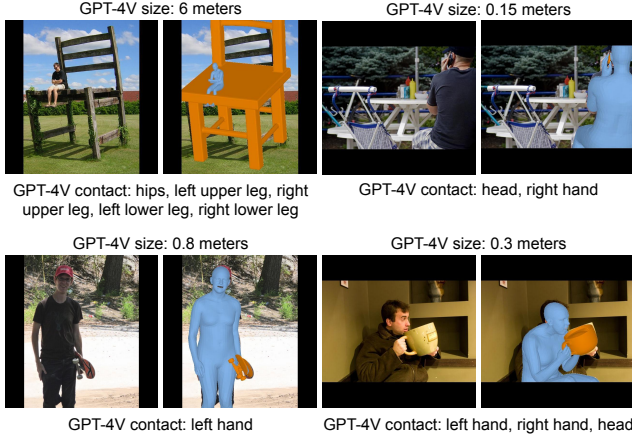 GPT-4V size: 6 meters
GPT-4V size: 0.15 meters
GPT-4V contact: hips, left upper leg, right
upper leg, left lower leg, right lower leg
GPT-4V contact: head, right hand
GPT-4V size: 0.8 meters
GPT-4V size: 0.3 meters
GPT-4V contact: left hand
GPT-4V contact: left hand, right hand, head